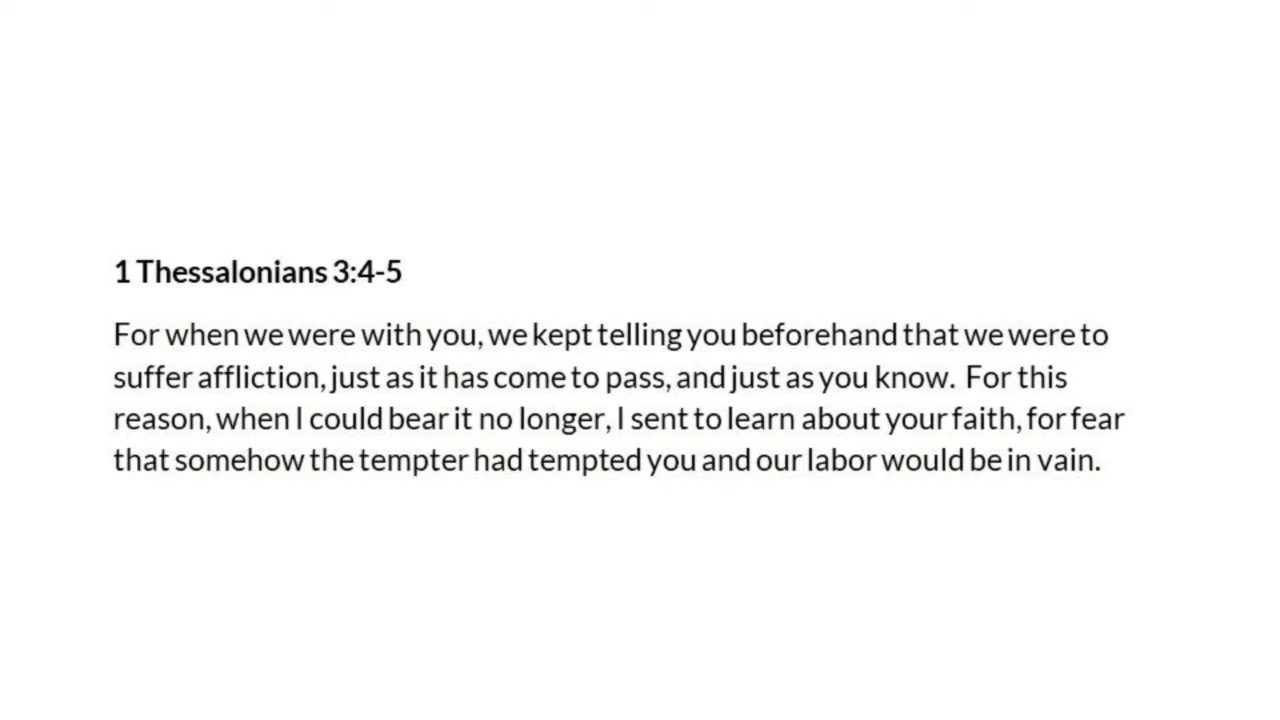 1 Thessalonians 3:4-5
For when we were with you, we kept telling you beforehand that we were to
suffer affliction, just as it has come to pass, and just as you know. For this
reason, when I could bear it no longer, I sent to learn about your faith, for fear
that somehow the tempter had tempted you and our labor would be in vain.